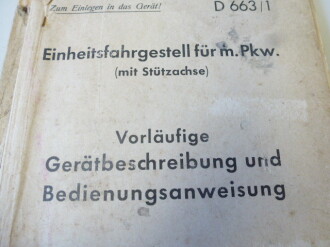 Zum Einlegen in das Gerät!
D 663/1
Einheitsfahrgestell für m. Pkw.
(mit Stützachse)
Vorläufige
Gerätbeschreibung und
Bedienungsanweisung